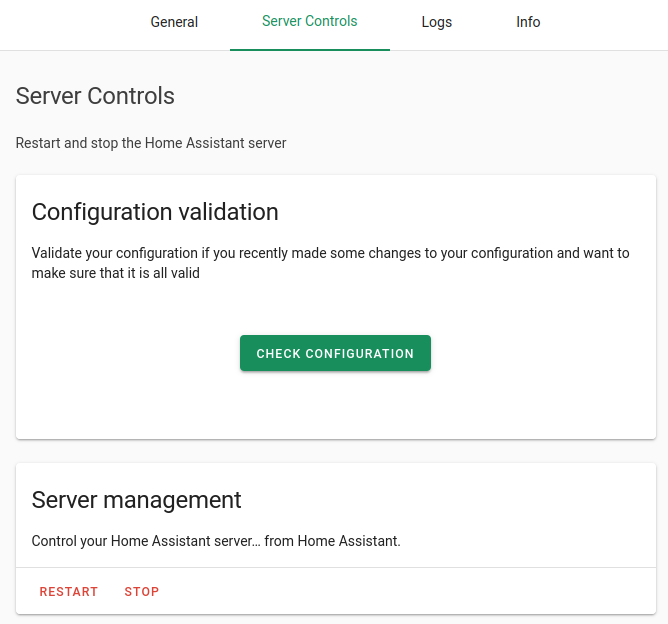 General Server Controls Logs Info
Server Controls
Restart and stop the Home Assistant server
Configuration validation
Validate your configuration if you recently made some changes to your configuration and want to
make sure that it is all valid
CHECK CONFIGURATION
Server management
Control your Home Assistant server… from Home Assistant.
RESTART STOP